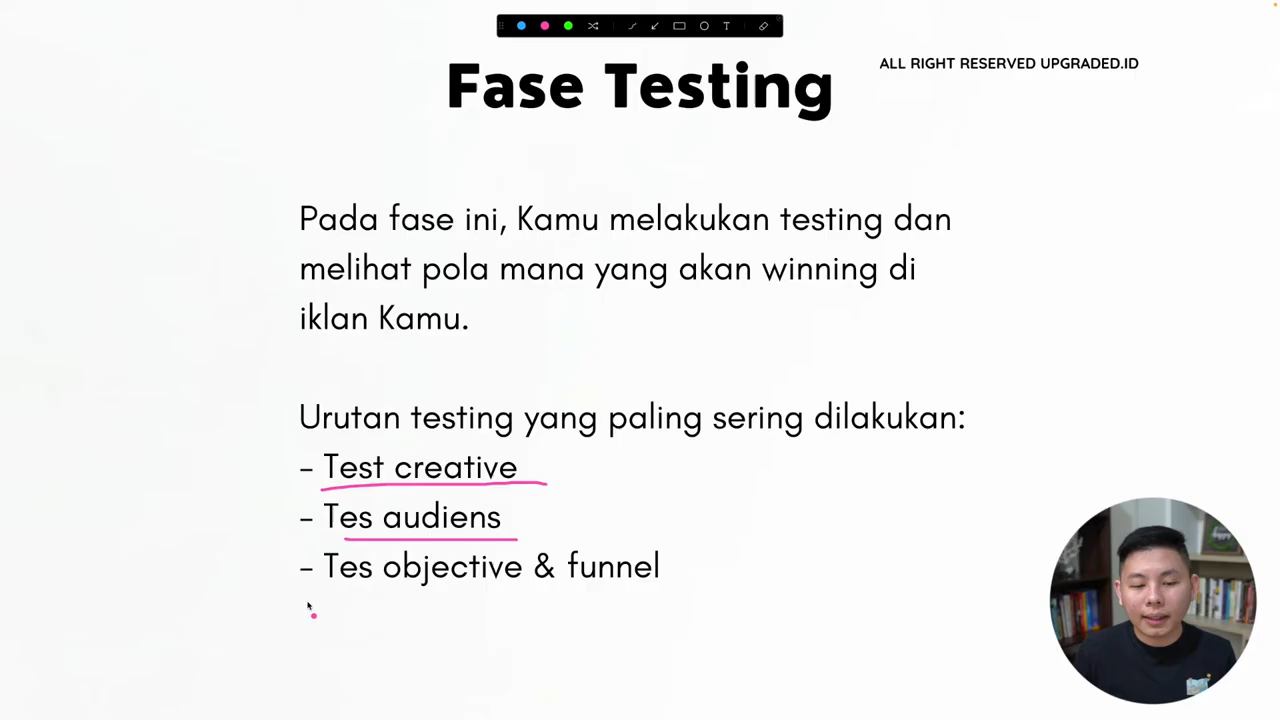 Fase Testing
ALL RIGHT RESERVED UPGRADED.ID
Pada fase ini, Kamu melakukan testing dan
melihat pola mana yang akan winning di
iklan Kamu.
Urutan testing yang paling sering dilakukan:
- Test creative
- Tes audiens
- Tes objective & funnel